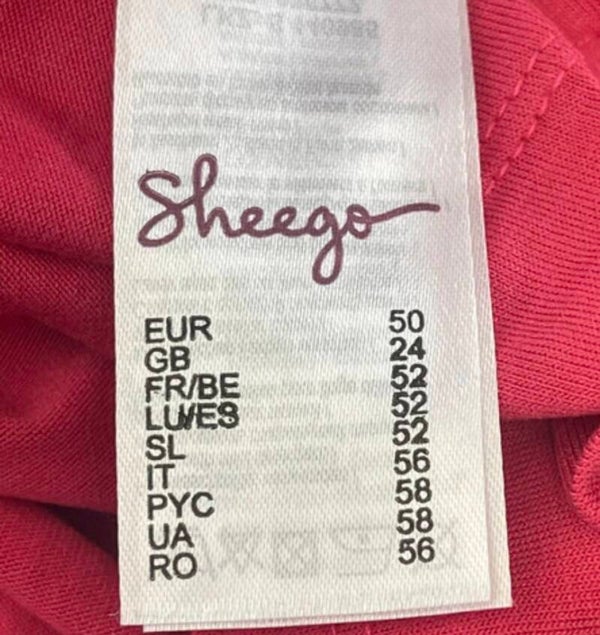 Sheego
EUR 50
GB 24
FR/BE 52
LU/ES 52
SL 52
IT 56
PYC 58
UA 58
RO 56